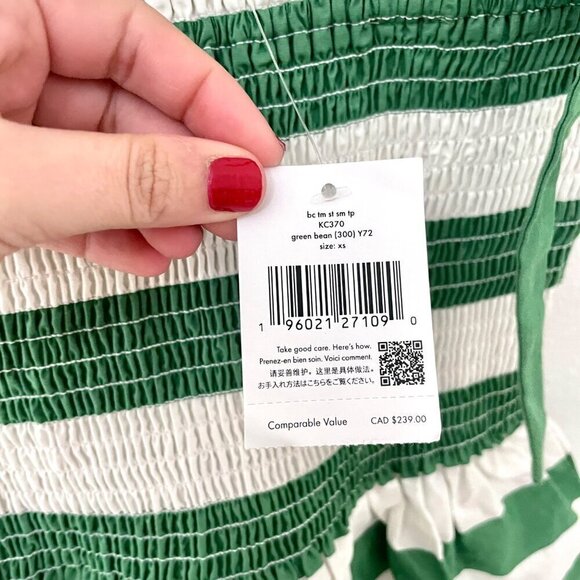 bc tm st sm tp
KC370
green bean (300) Y72
size: xs
1 96021 27109 0
Take good care. Here's how.
Prenez-en bien soin. Voici comment.
请妥善维护。这里是具体做法。
お手入れ方法はこちらをご覧ください。
Comparable Value CAD $239.00